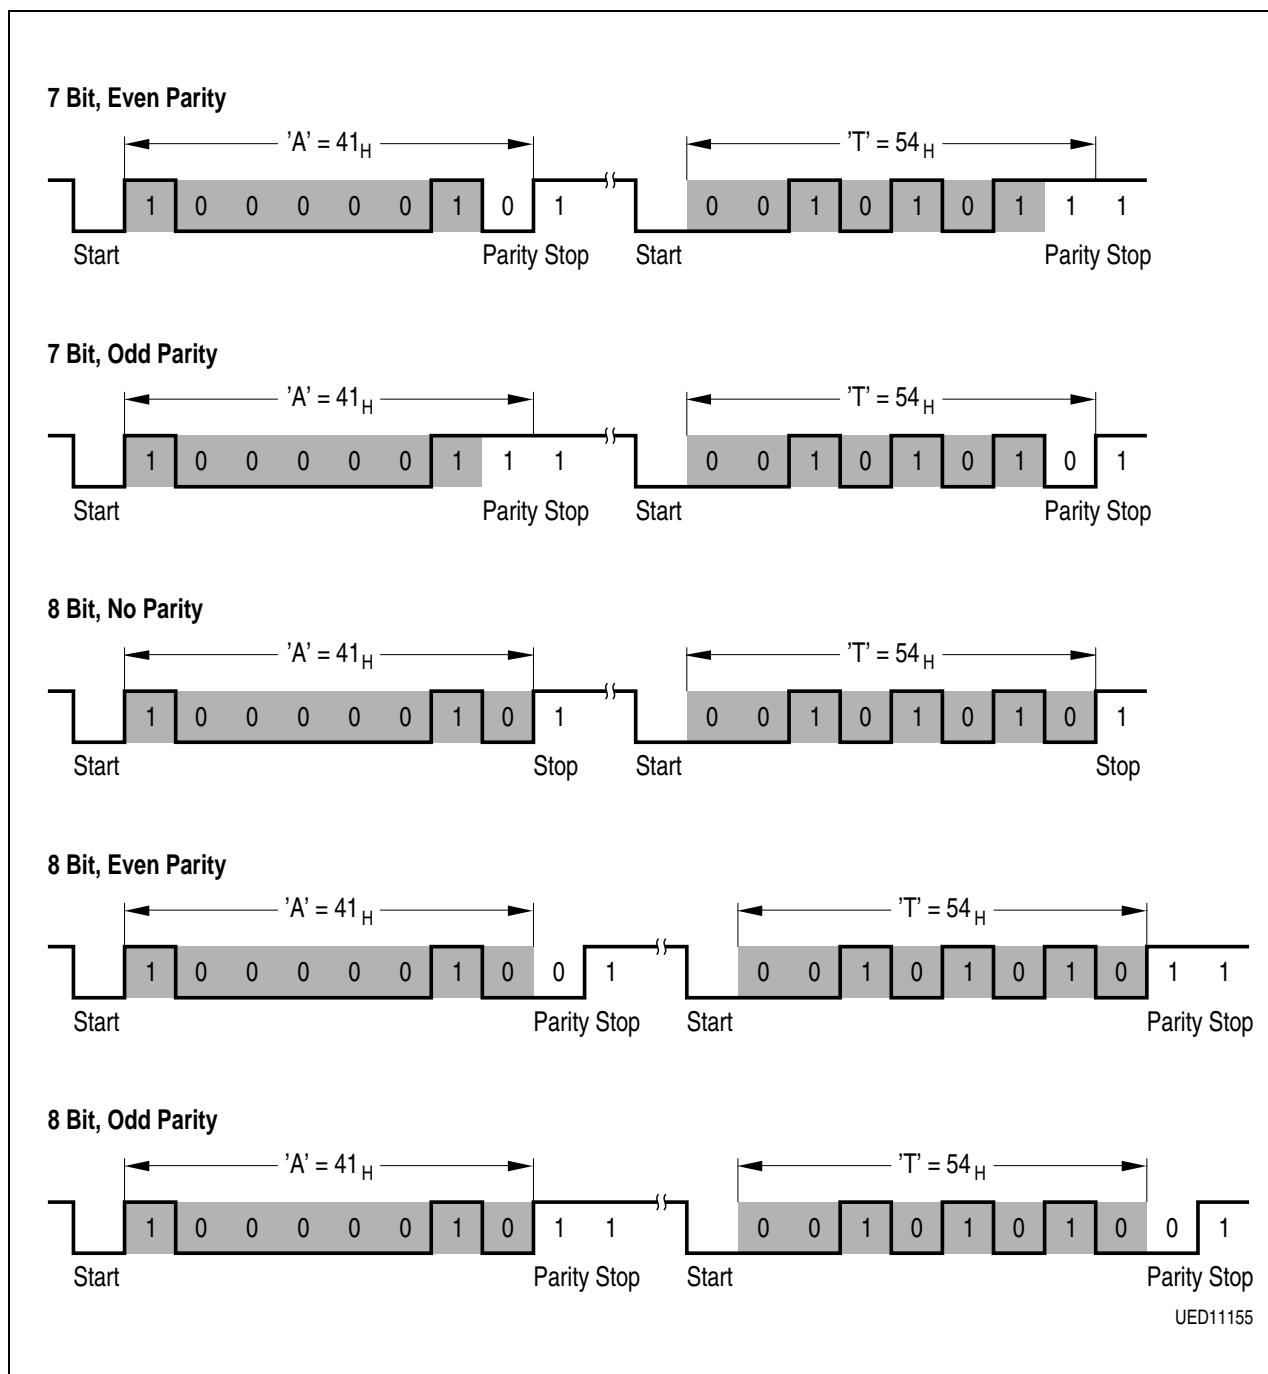 7 Bit, Even Parity
'A' = 41H 'T' = 54H
1 0 0 0 0 0 1 0 1 0 0 1 0 1 0 1 1 1
Start Parity Stop Start Parity Stop
7 Bit, Odd Parity
'A' = 41H 'T' = 54H
1 0 0 0 0 0 1 1 1 0 0 1 0 1 0 1 0 1
Start Parity Stop Start Parity Stop
8 Bit, No Parity
'A' = 41H 'T' = 54H
1 0 0 0 0 0 1 0 1 0 0 1 0 1 0 1 0 1
Start Stop Start Stop
8 Bit, Even Parity
'A' = 41H 'T' = 54H
1 0 0 0 0 0 1 0 0 1 0 0 1 0 1 0 1 0 1 1
Start Parity Stop Start Parity Stop
8 Bit, Odd Parity
'A' = 41H 'T' = 54H
1 0 0 0 0 0 1 0 1 1 0 0 1 0 1 0 1 0 0 1
Start Parity Stop Start Parity Stop
UED11155